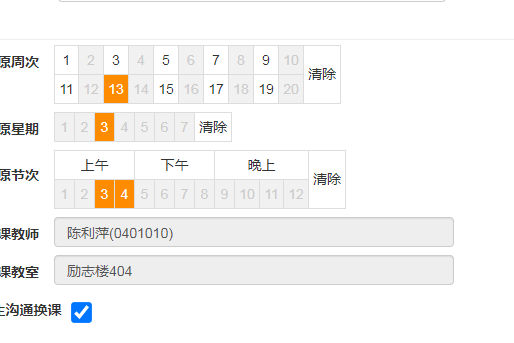 原周次 1 2 3 4 5 6 7 8 9 10 清除
11 12 13 14 15 16 17 18 19 20
原星期 1 2 3 4 5 6 7 清除
原节次 上午 下午 晚上 清除
1 2 3 4 5 6 7 8 9 10 11 12
课教师 陈利萍(0401010)
课教室 励志楼404
沟通换课